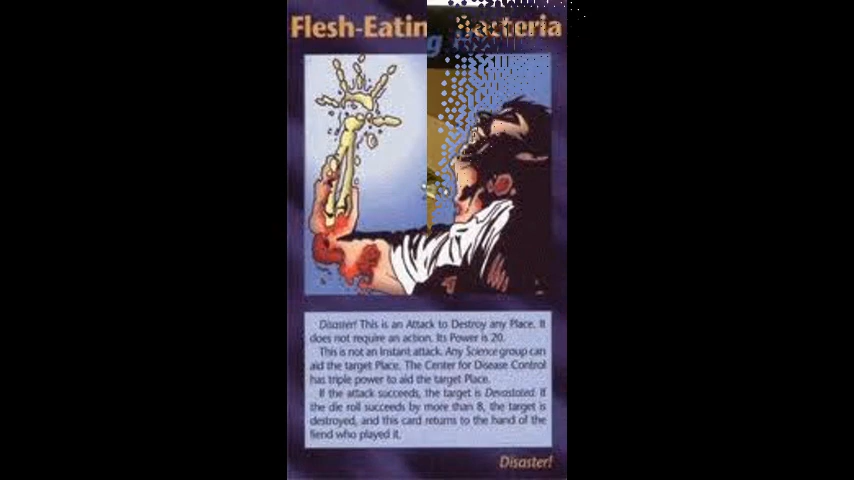 Flesh-Eating Bacteria
Disaster! This is an Attack to Destroy any Place. It
does not require an action. Its Power is 20.
This is not an Instant attack. Any Science group can
aid the target Place. The Center for Disease Control
has triple power to aid the target Place.
If the attack succeeds, the target is Devastated. If
the die roll succeeds by more than 8, the target is
destroyed, and this card returns to the hand of the
fiend who played it.
Disaster!